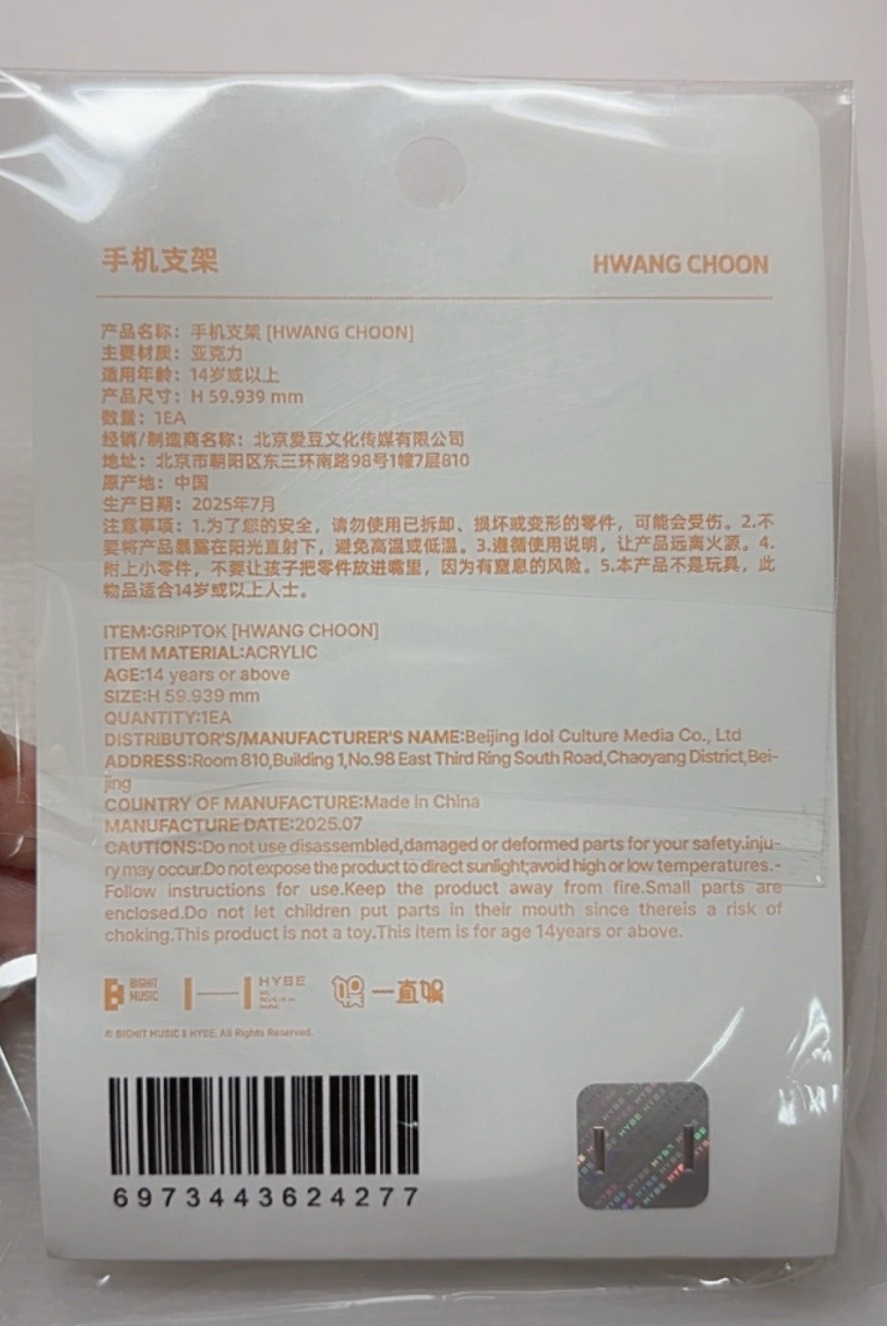 手机支架
HWANG CHOON
产品名称：手机支架 [HWANG CHOON]
主要材质：亚克力
适用年龄：14岁或以上
产品尺寸：H 59.939 mm
数量：1EA
经销/制造商名称：北京爱豆文化传媒有限公司
地址：北京市朝阳区东三环南路98号1幢7层810
原产地：中国
生产日期：2025年7月
注意事项：1.为了您的安全，请勿使用已拆卸、损坏或变形的零件，可能会受伤。2.不
要将产品暴露在阳光直射下，避免高温或低温。3.遵循使用说明，让产品远离火源。4.
附上小零件，不要让孩子把零件放进嘴里，因为有窒息的风险。5.本产品不是玩具，此
物品适合14岁或以上人士。
ITEM:GRIPTOK [HWANG CHOON]
ITEM MATERIAL:ACRYLIC
AGE:14 years or above
SIZE:H 59.939 mm
QUANTITY:1EA
DISTRIBUTOR'S/MANUFACTURER'S NAME:Beijing Idol Culture Media Co., Ltd
ADDRESS:Room 810,Building 1,No.98 East Third Ring South Road,Chaoyang District,Bei-
jing
COUNTRY OF MANUFACTURE:Made in China
MANUFACTURE DATE:2025.07
CAUTIONS:Do not use disassembled,damaged or deformed parts for your safety.inju-
ry may occur.Do not expose the product to direct sunlight;avoid high or low temperatures.-
Follow instructions for use.Keep the product away from fire.Small parts are
enclosed.Do not let children put parts in their mouth since thereis a risk of
choking.This product is not a toy.This item is for age 14years or above.
BIGHIT
MUSIC
HYBE
一直娱
© BIGHIT MUSIC & HYBE. All Rights Reserved.
6973443624277
HYBE